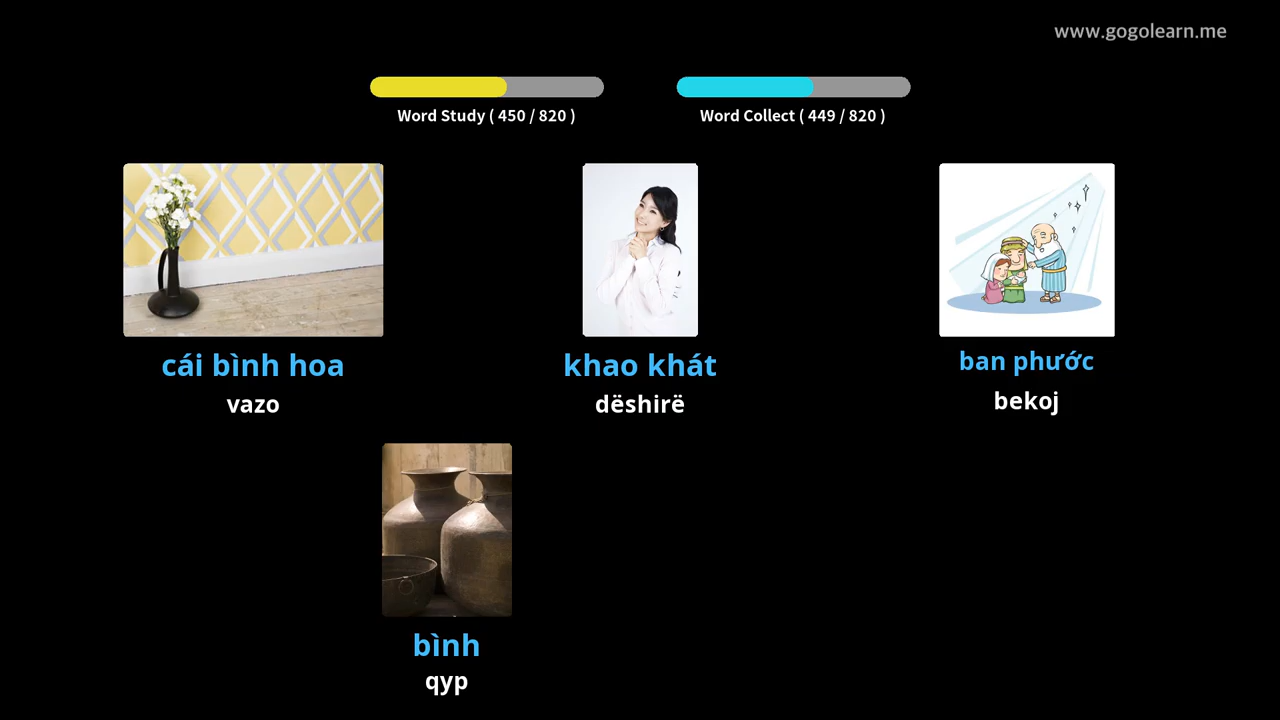 www.gogolearn.me
Word Study ( 450 / 820 )
Word Collect ( 449 / 820 )
cái bình hoa
vazo
khao khát
dëshirë
ban phước
bekoj
bình
qyp